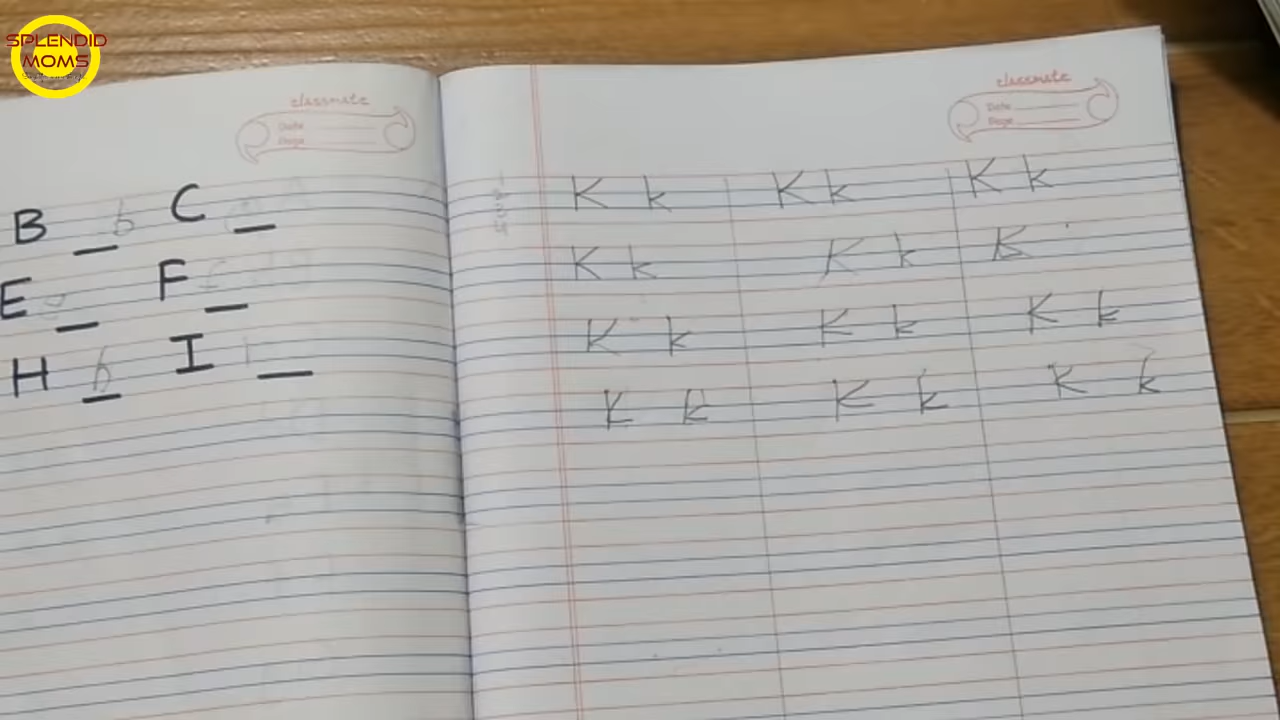 SPLENDID
MOMS
classmate
Date
Page
B _ b C _
E e _ F _
H h I i _
classmate
Date
Page
K k K k K k
K k K k K
K k K k K k
K k K k K k